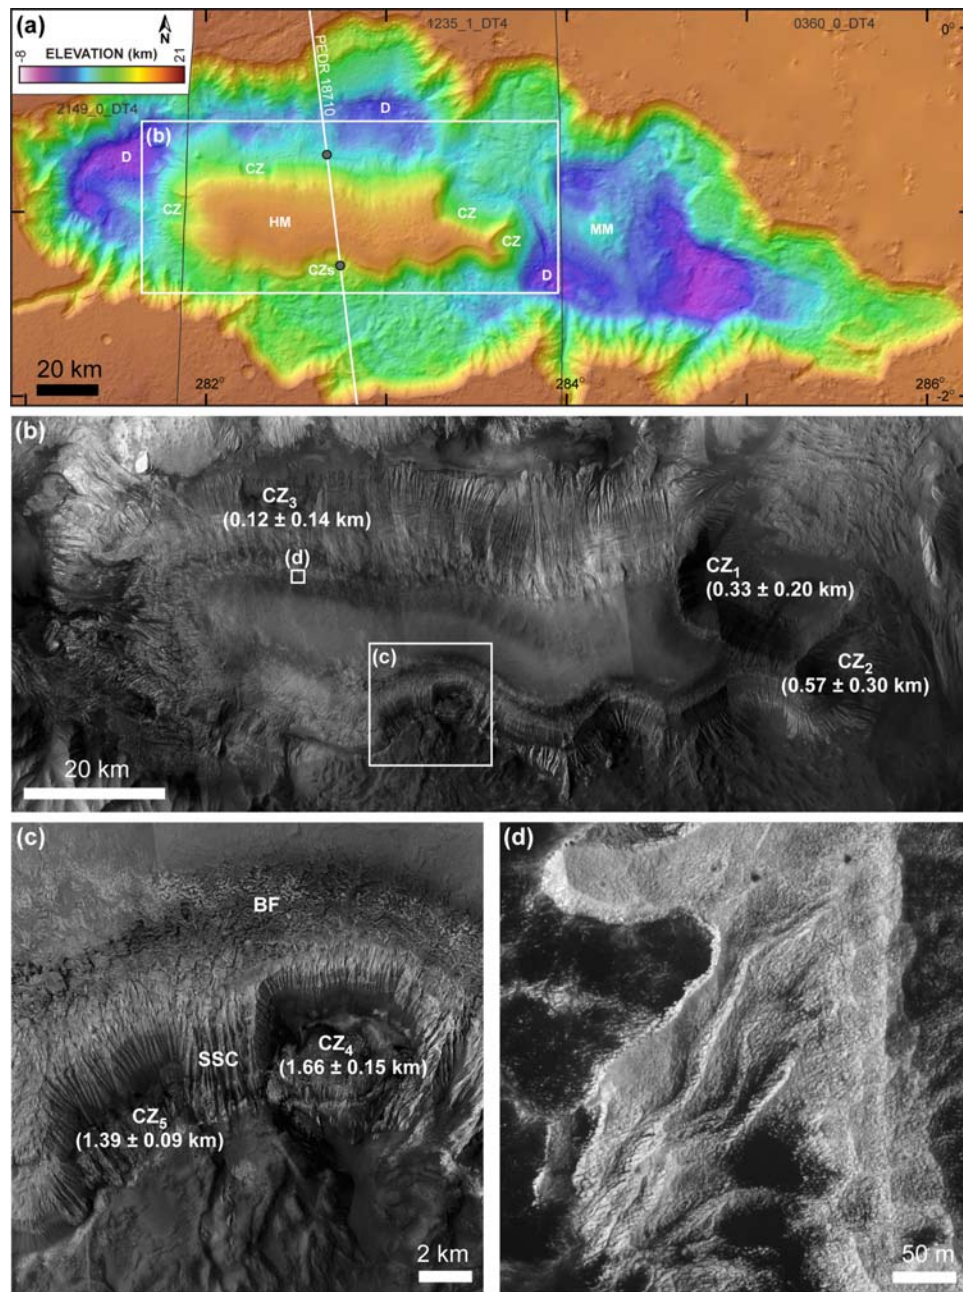 (a)
N
ELEVATION (km)
-8
21
1235_1_DT4
0360_0_DT4
0°
PEDR 18710
2149_0_DT4
D
D
(b)
CZ
CZ
HM
CZ
CZ
MM
CZs
D
20 km
282°
284°
286°
-2°
(b)
CZ3
(0.12 ± 0.14 km)
(d)
CZ1
(0.33 ± 0.20 km)
(c)
CZ2
(0.57 ± 0.30 km)
20 km
(c)
BF
SSC
CZ4
(1.66 ± 0.15 km)
CZ5
(1.39 ± 0.09 km)
2 km
(d)
50 m